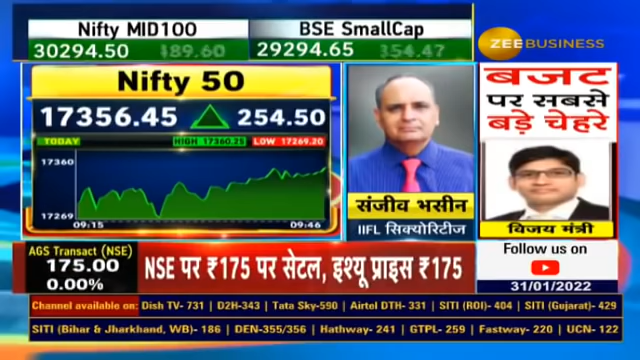 Nifty MID100
30294.50 189.60
BSE SmallCap
29294.65 354.47
ZEE BUSINESS
Nifty 50
17356.45 254.50
TODAY HIGH 17360.25 LOW 17269.20
17360
17269
09:15 09:46
संजीव भसीन
IIFL सिक्योरिटीज
बजट
पर सबसे
बड़े चेहरे
विजय मंत्री
AGS Transact (NSE)
175.00
0.00%
NSE पर ₹175 पर सेटल, इश्यू प्राइस ₹175
Follow us on
31/01/2022
Channel available on: Dish TV- 731 | D2H-343 | Tata Sky-590 | Airtel DTH- 331 | SITI (ROI)- 404 | SITI (Gujarat)- 429
SITI (Bihar & Jharkhand, WB)- 186 | DEN-355/356 | Hathway- 241 | GTPL- 259 | Fastway- 220 | UCN- 122